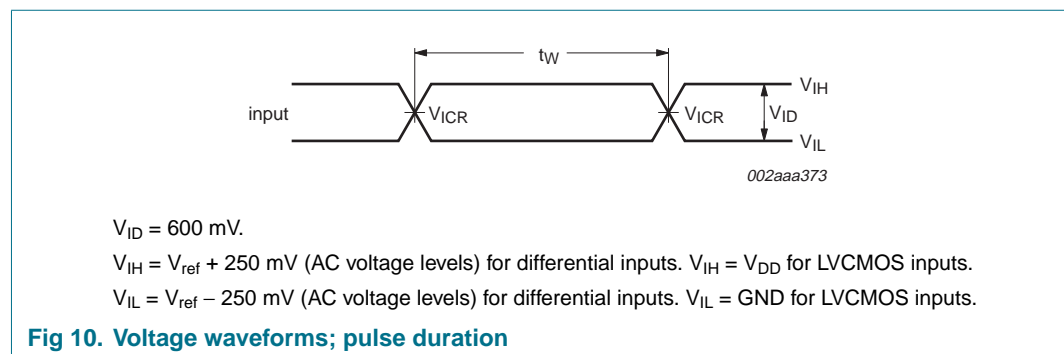 tW
VIH
input
VICR
VICR
VID
VIL
002aaa373
VID = 600 mV.
VIH = Vref + 250 mV (AC voltage levels) for differential inputs. VIH = VDD for LVCMOS inputs.
VIL = Vref − 250 mV (AC voltage levels) for differential inputs. VIL = GND for LVCMOS inputs.
Fig 10. Voltage waveforms; pulse duration